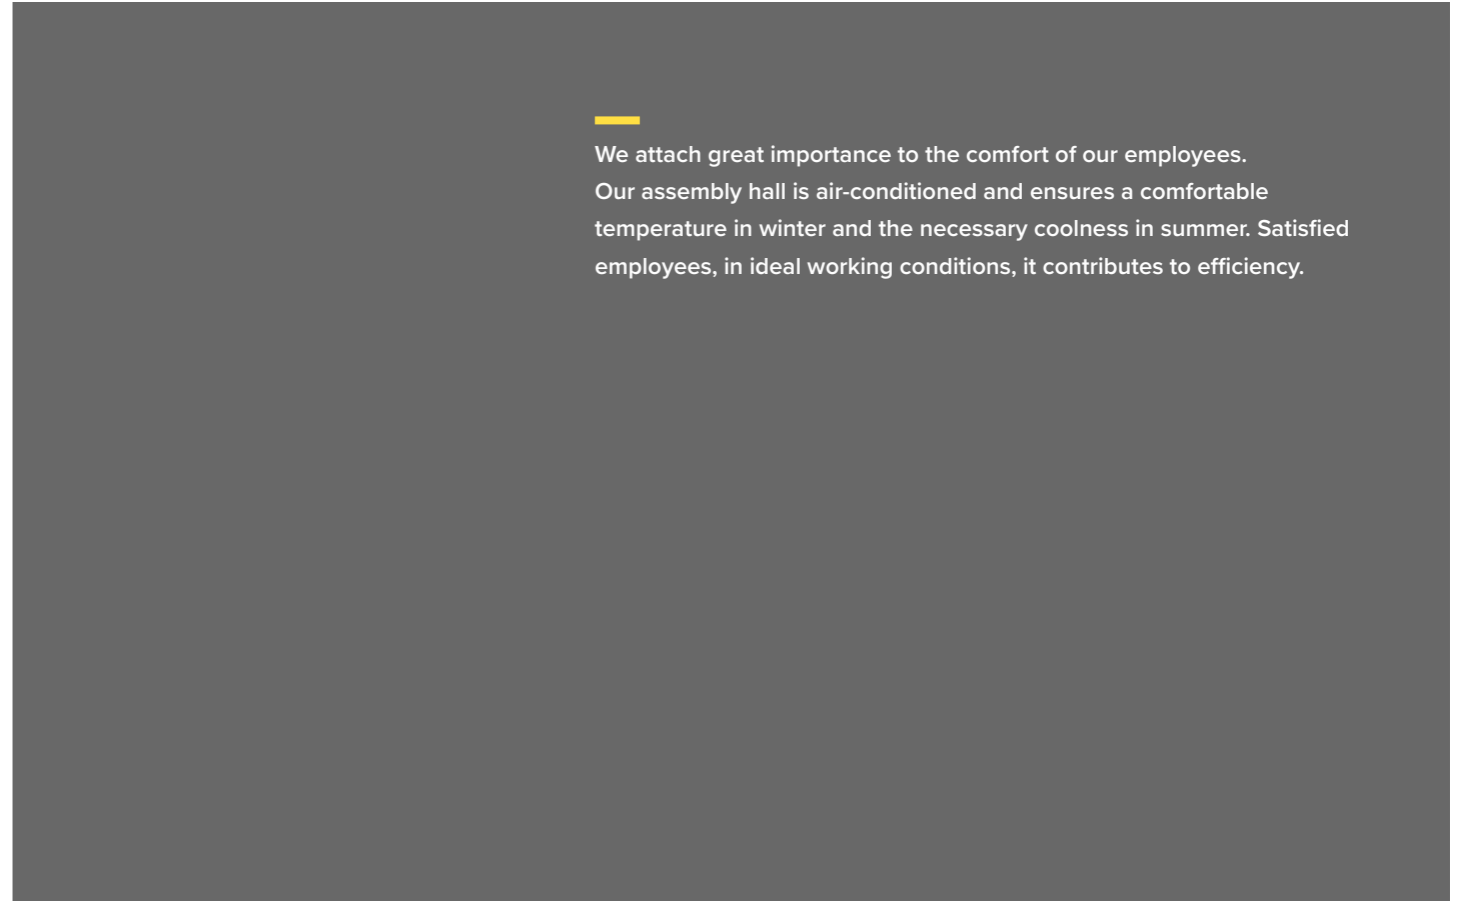 We attach great importance to the comfort of our employees.
Our assembly hall is air-conditioned and ensures a comfortable
temperature in winter and the necessary coolness in summer. Satisfied
employees, in ideal working conditions, it contributes to efficiency.